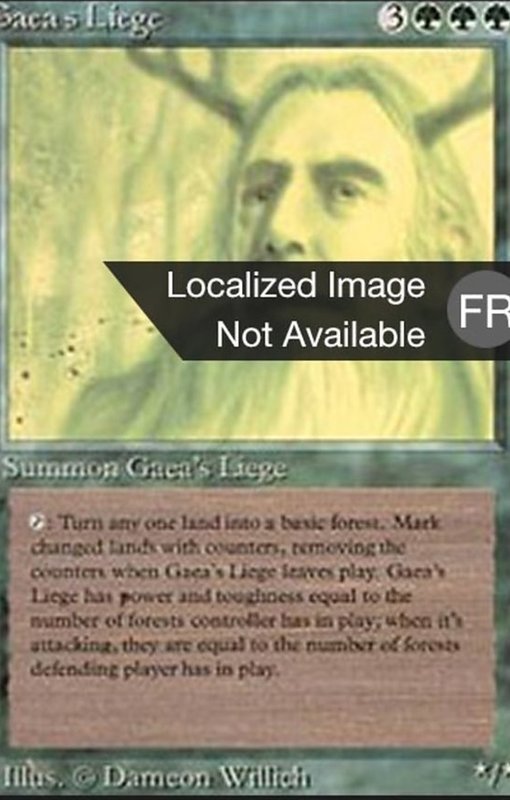 Gaea's Liege 3
Localized Image
Not Available
FR
Summon Gaea's Liege
: Turn any one land into a basic forest. Mark
changed lands with counters, removing the
counters when Gaea's Liege leaves play. Gaea's
Liege has power and toughness equal to the
number of forests controller has in play; when it's
attacking, they are equal to the number of forests
defending player has in play.
Illus. © Dameon Willich */*